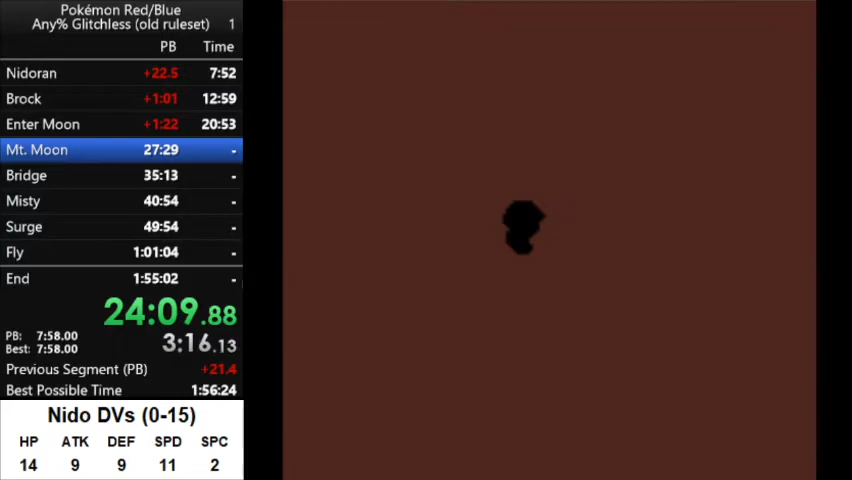 Pokémon Red/Blue
Any% Glitchless (old ruleset) 1
PB Time
Nidoran +22.5 7:52
Brock +1:01 12:59
Enter Moon +1:22 20:53
Mt. Moon 27:29 -
Bridge 35:13 -
Misty 40:54 -
Surge 49:54 -
Fly 1:01:04 -
End 1:55:02 -
24:09.88
PB: 7:58.00
Best: 7:58.00
3:16.13
Previous Segment (PB) +21.4
Best Possible Time 1:56:24
Nido DVs (0-15)
HP ATK DEF SPD SPC
14 9 9 11 2